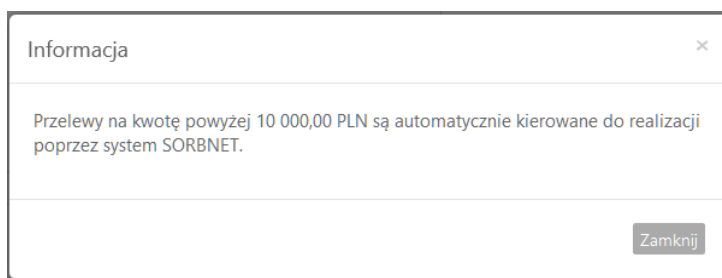 Informacja
×
Przelewy na kwotę powyżej 10 000,00 PLN są automatycznie kierowane do realizacji
poprzez system SORBNET.
Zamknij